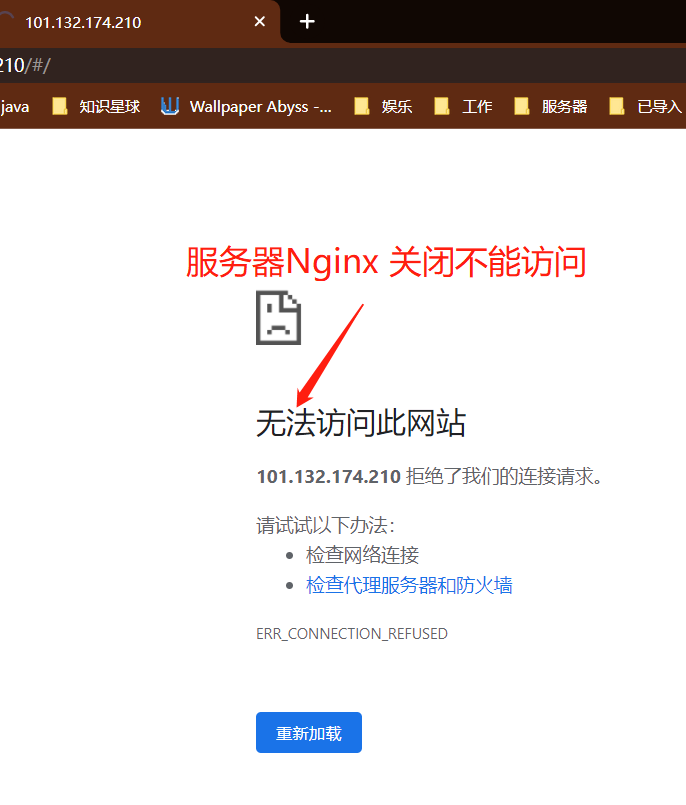 101.132.174.210
210/#/
java 知识星球 Wallpaper Abyss -... 娱乐 工作 服务器 已导入
服务器Nginx 关闭不能访问
无法访问此网站
101.132.174.210 拒绝了我们的连接请求。
请试试以下办法：
检查网络连接
检查代理服务器和防火墙
ERR_CONNECTION_REFUSED
重新加载